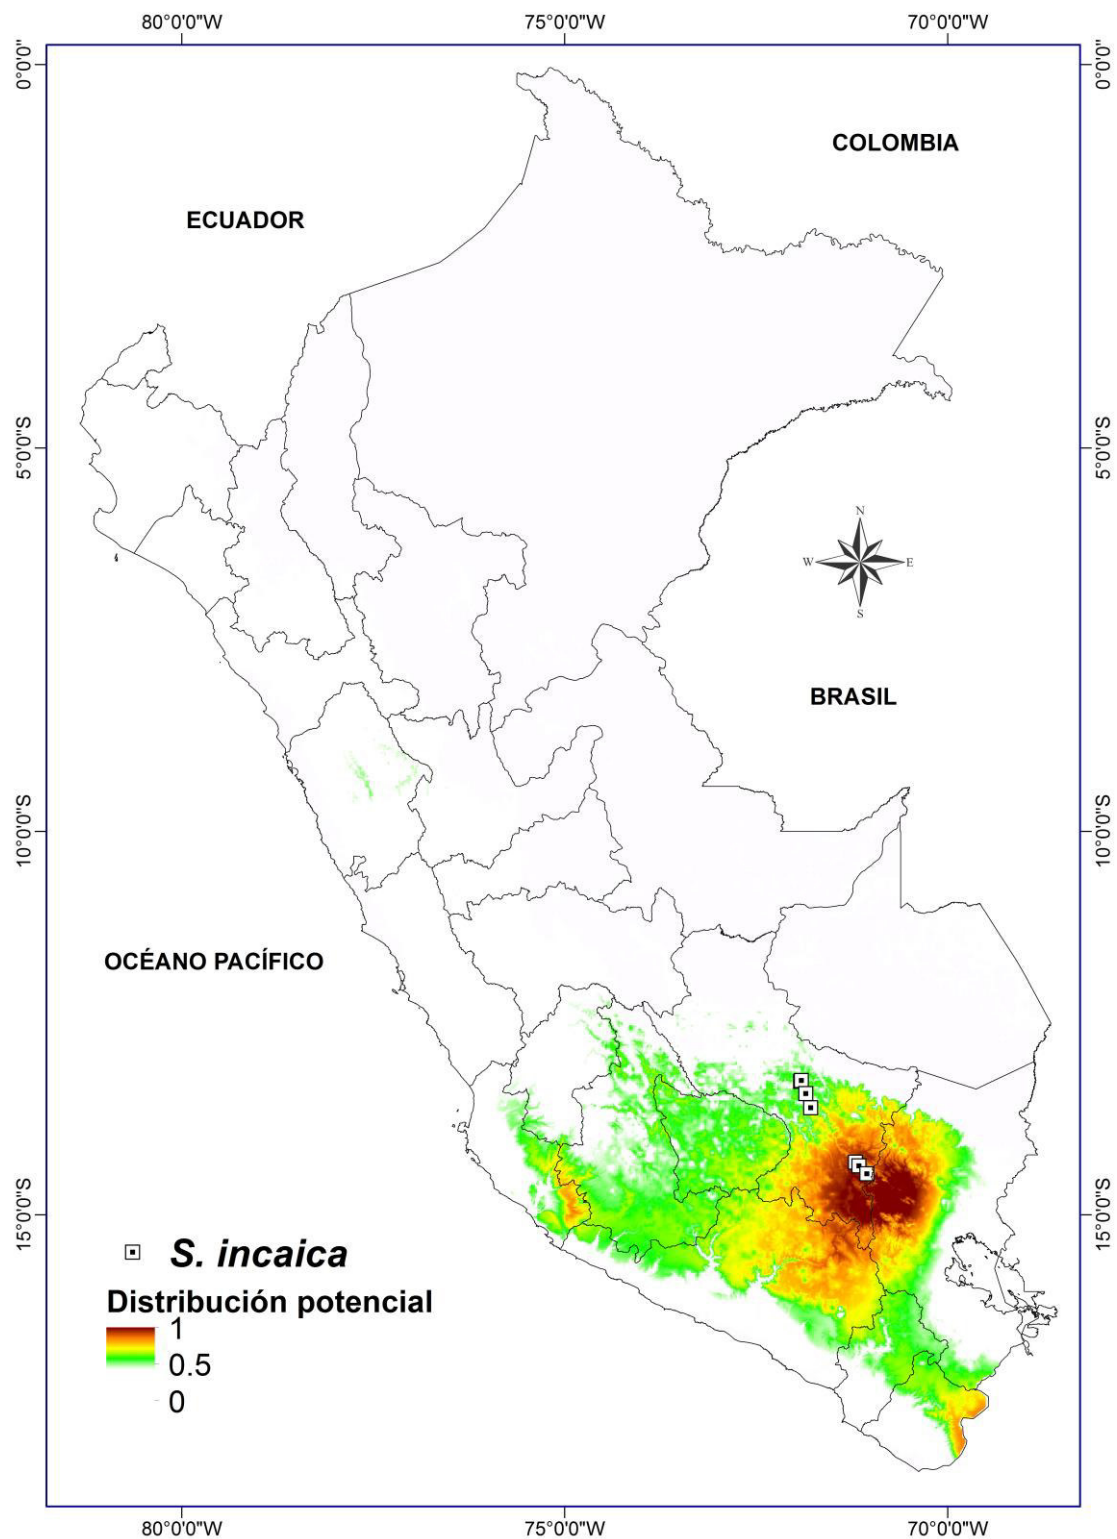 80°0'0"W 75°0'0"W 70°0'0"W
0°0'0" 0°0'0"
COLOMBIA
ECUADOR
5°0'0"S 5°0'0"S
N
W E
S
BRASIL
10°0'0"S 10°0'0"S
OCÉANO PACÍFICO
15°0'0"S 15°0'0"S
S. incaica
Distribución potencial
1
0.5
0
80°0'0"W 75°0'0"W 70°0'0"W